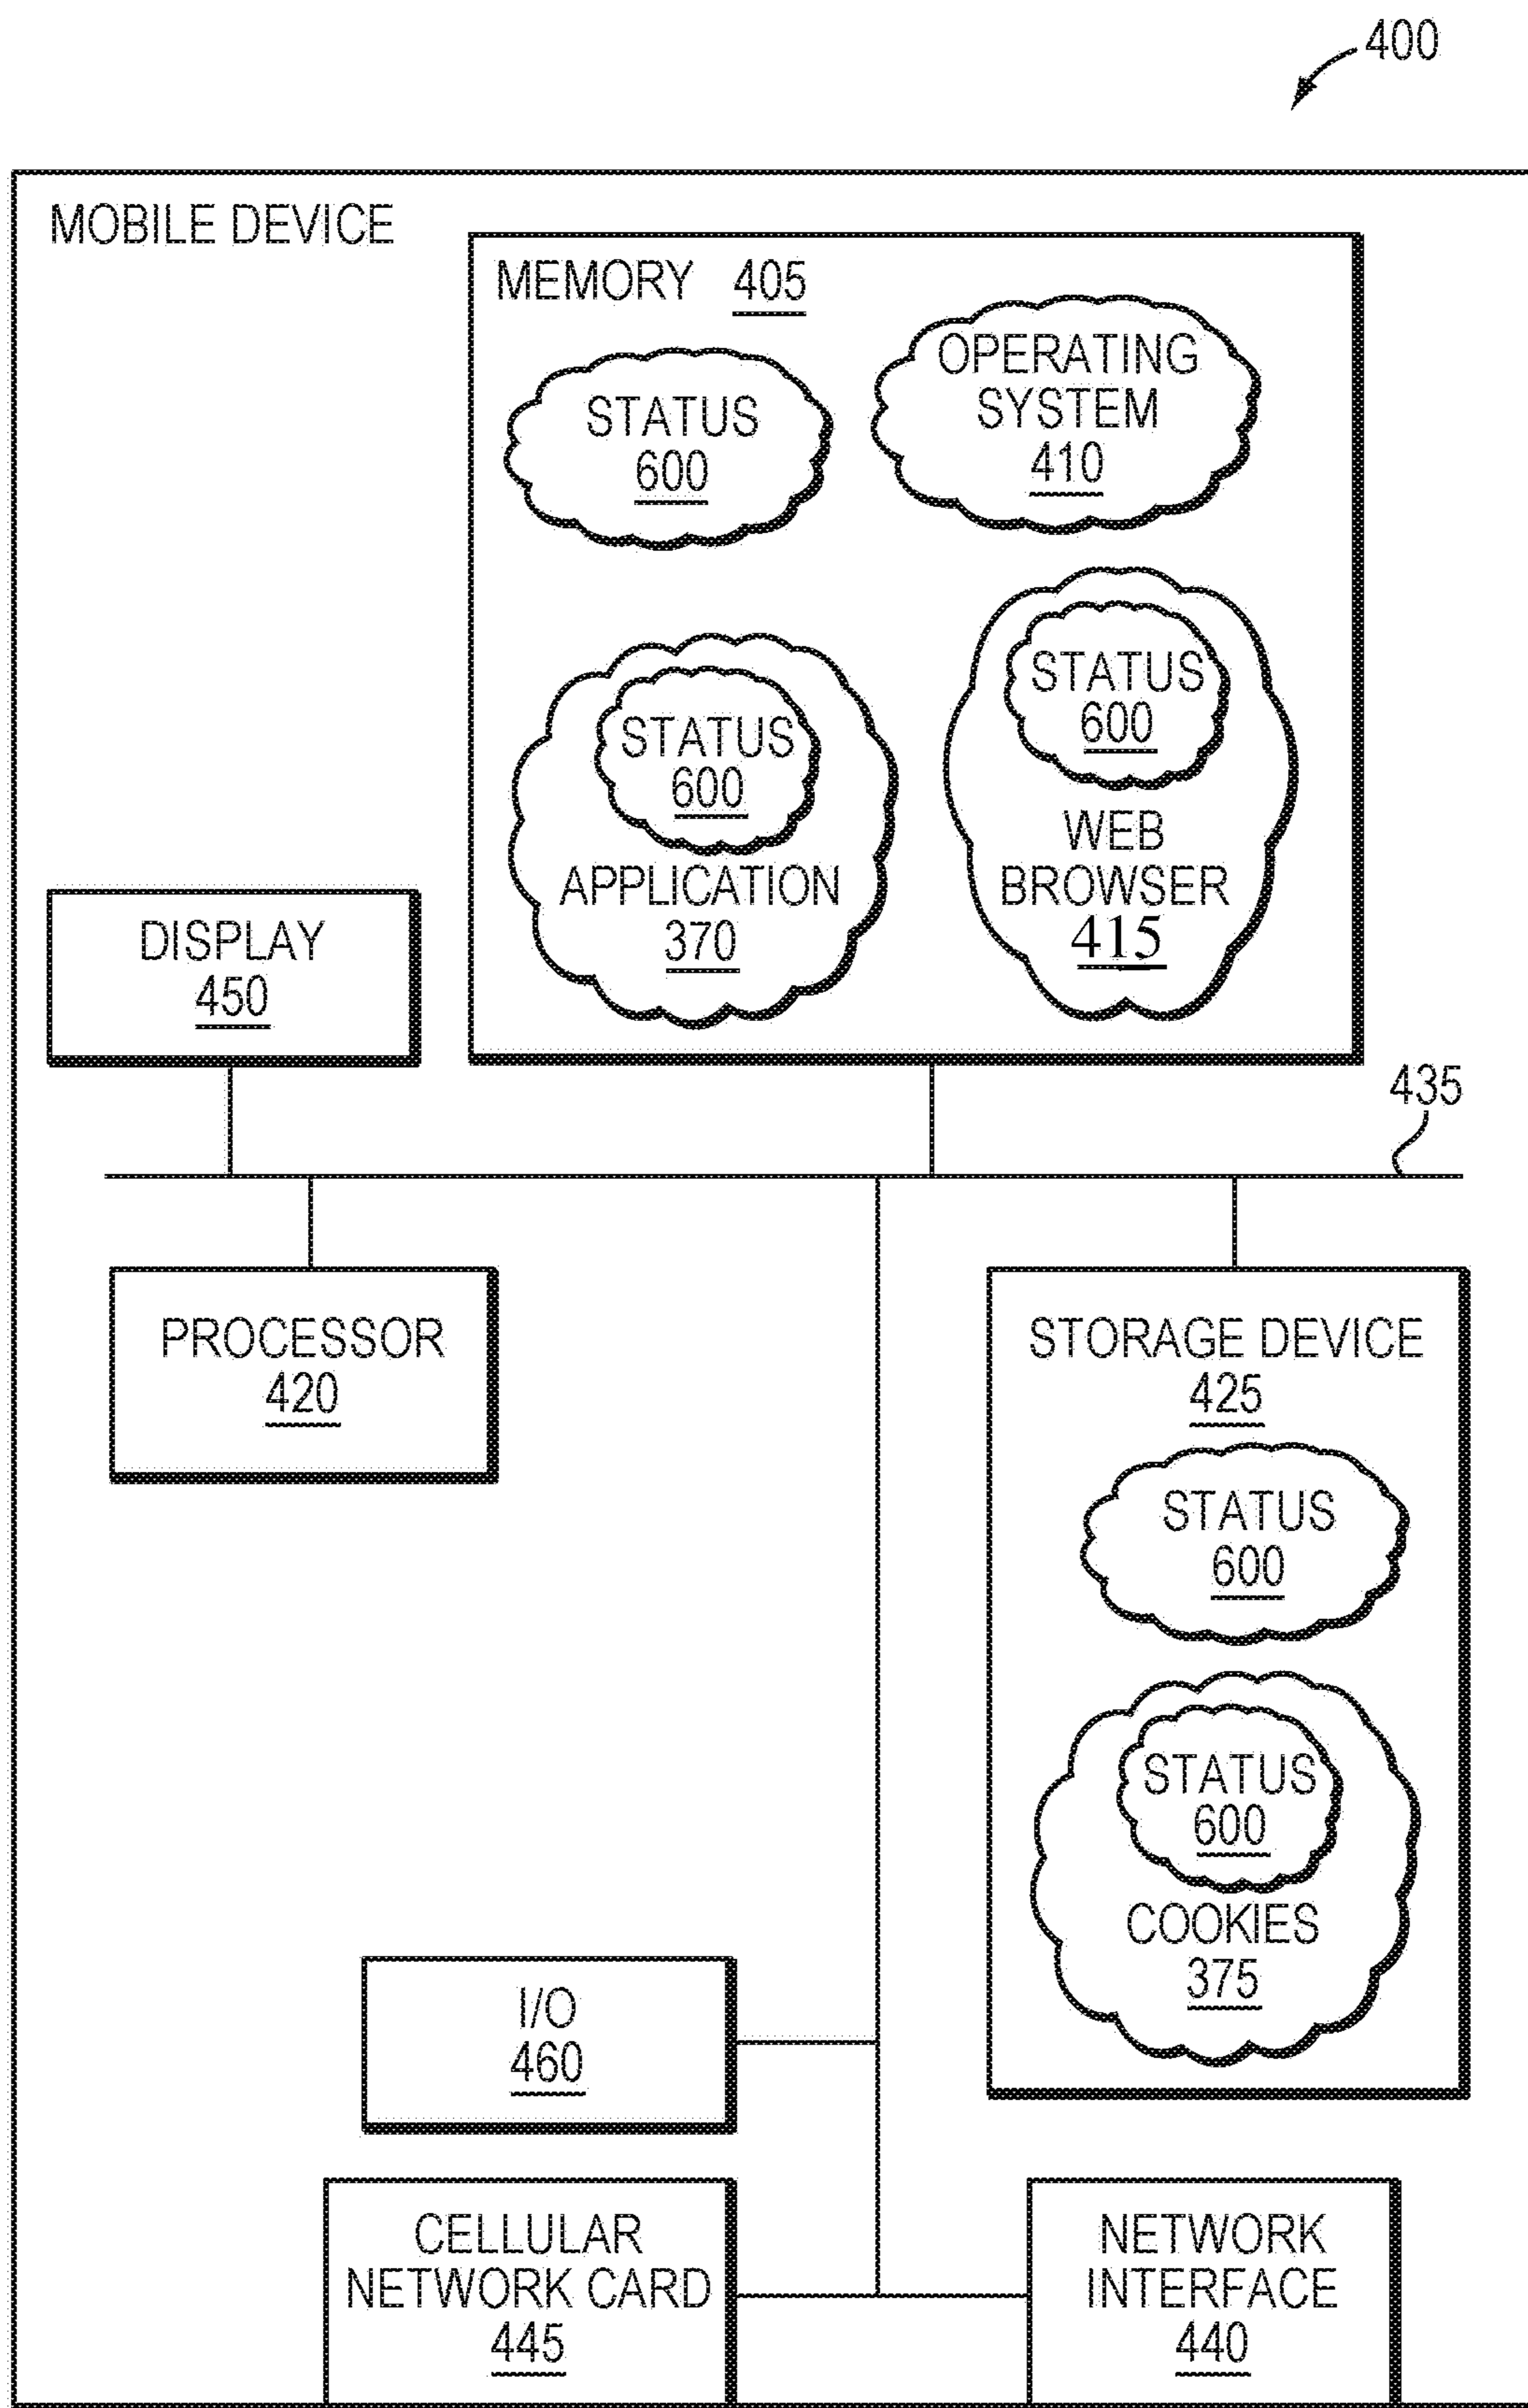 400
MOBILE DEVICE
MEMORY 405
STATUS
600
OPERATING
SYSTEM
410
STATUS
600
APPLICATION
370
STATUS
600
WEB
BROWSER
415
DISPLAY
450
435
PROCESSOR
420
STORAGE DEVICE
425
STATUS
600
STATUS
600
COOKIES
375
I/O
460
CELLULAR
NETWORK CARD
445
NETWORK
INTERFACE
440